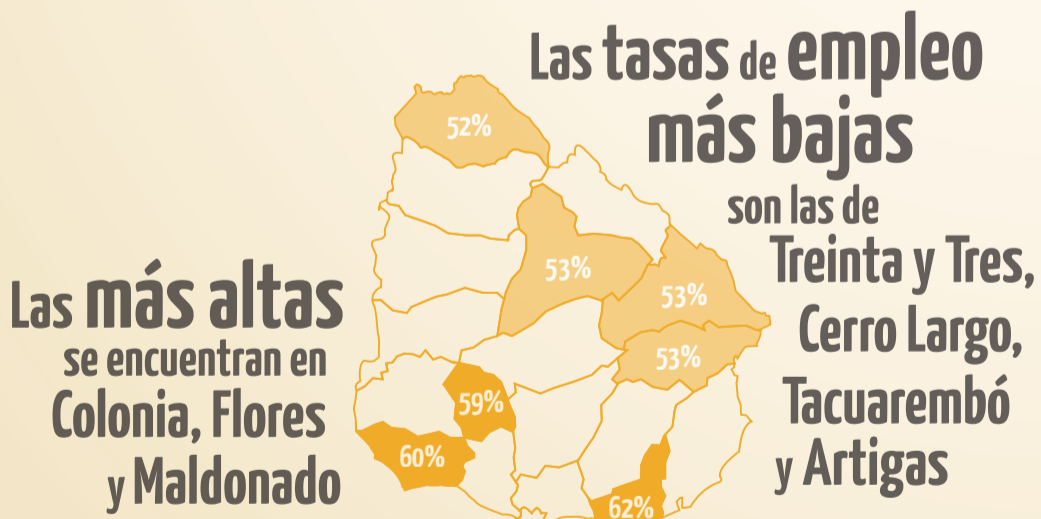 Las tasas de empleo
más bajas
son las de
Treinta y Tres,
Cerro Largo,
Tacuarembó
y Artigas
Las más altas
se encuentran en
Colonia, Flores
y Maldonado
52%
53%
53%
53%
59%
60%
62%